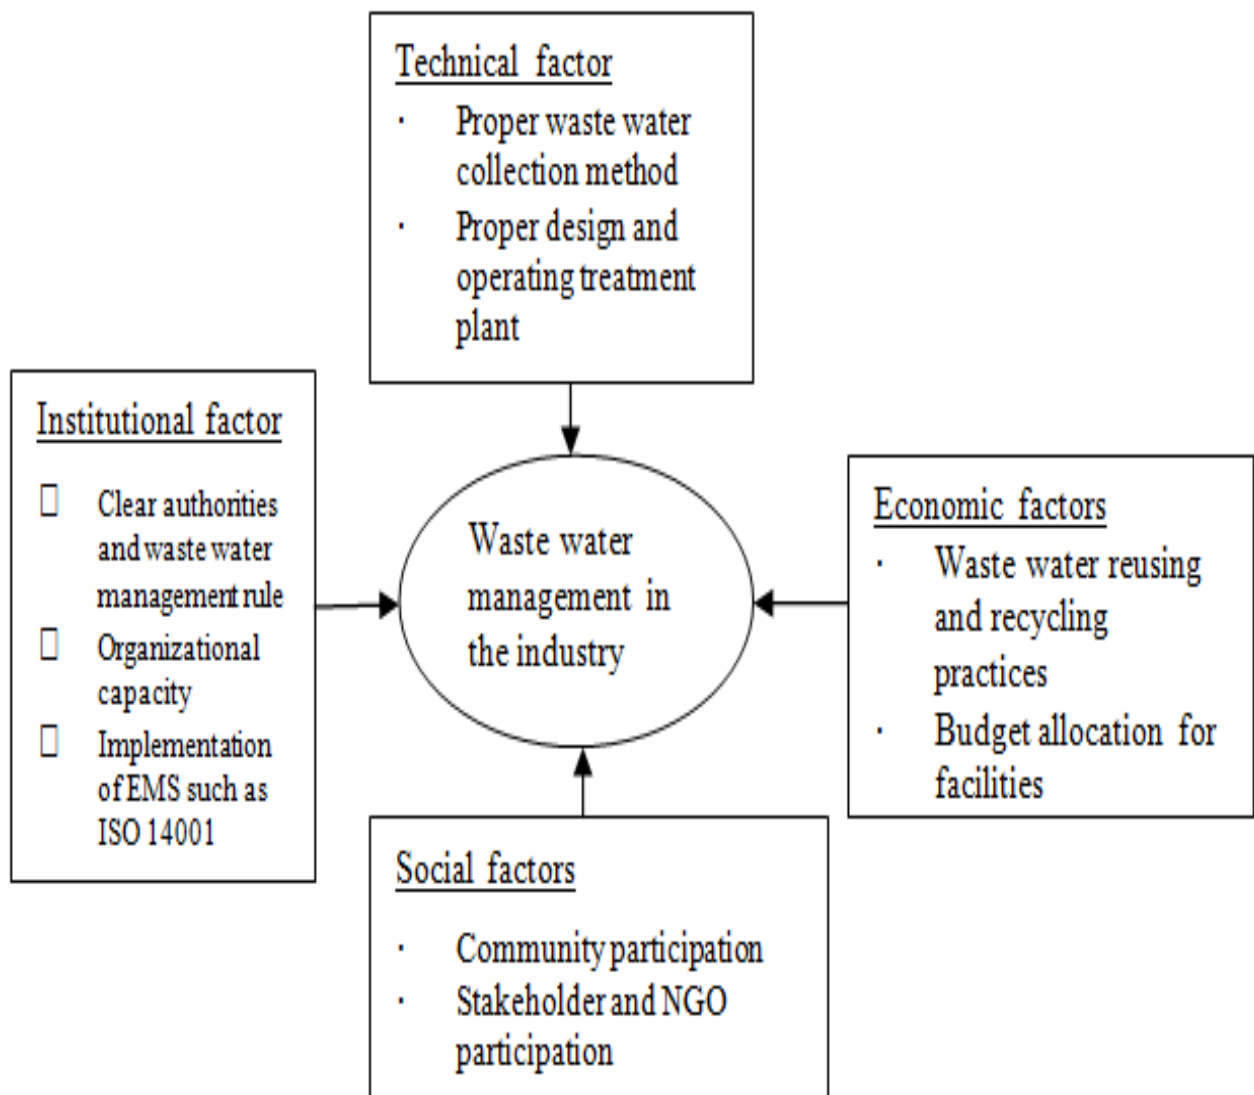 Technical factor
· Proper waste water
collection method
· Proper design and
operating treatment
plant
Institutional factor
□ Clear authorities
and waste water
management rule
□ Organizational
capacity
□ Implementation
of EMS such as
ISO 14001
Waste water
management in
the industry
Economic factors
· Waste water reusing
and recycling
practices
· Budget allocation for
facilities
Social factors
· Community participation
· Stakeholder and NGO
participation